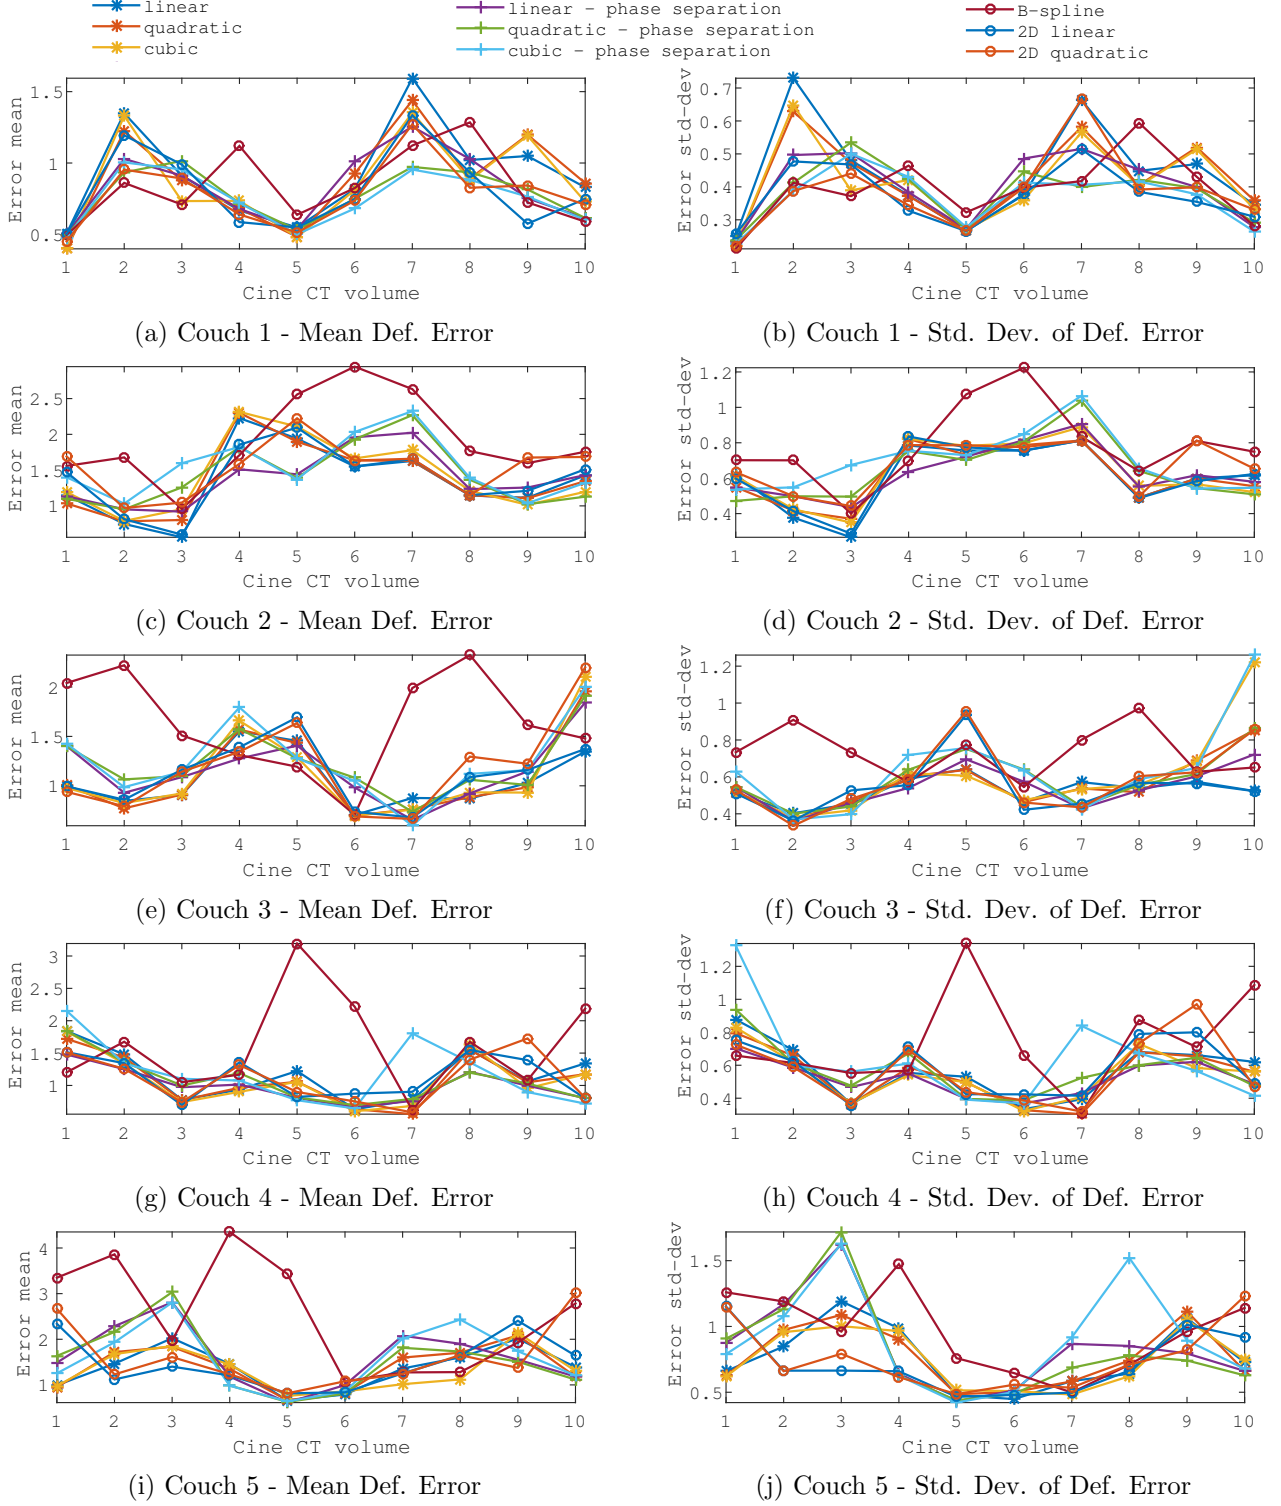 linear
quadratic
cubic
linear - phase separation
quadratic - phase separation
cubic - phase separation
B-spline
2D linear
2D quadratic
Error mean
1.5
1
0.5
1 2 3 4 5 6 7 8 9 10
Cine CT volume
(a) Couch 1 - Mean Def. Error
Error std-dev
0.7
0.6
0.5
0.4
0.3
1 2 3 4 5 6 7 8 9 10
Cine CT volume
(b) Couch 1 - Std. Dev. of Def. Error
Error mean
2.5
2
1.5
1
1 2 3 4 5 6 7 8 9 10
Cine CT volume
(c) Couch 2 - Mean Def. Error
Error std-dev
1.2
1
0.8
0.6
0.4
1 2 3 4 5 6 7 8 9 10
Cine CT volume
(d) Couch 2 - Std. Dev. of Def. Error
Error mean
2
1.5
1
1 2 3 4 5 6 7 8 9 10
Cine CT volume
(e) Couch 3 - Mean Def. Error
Error std-dev
1.2
1
0.8
0.6
0.4
1 2 3 4 5 6 7 8 9 10
Cine CT volume
(f) Couch 3 - Std. Dev. of Def. Error
Error mean
3
2.5
2
1.5
1
1 2 3 4 5 6 7 8 9 10
Cine CT volume
(g) Couch 4 - Mean Def. Error
Error std-dev
1.2
1
0.8
0.6
0.4
1 2 3 4 5 6 7 8 9 10
Cine CT volume
(h) Couch 4 - Std. Dev. of Def. Error
Error mean
4
3
2
1
1 2 3 4 5 6 7 8 9 10
Cine CT volume
(i) Couch 5 - Mean Def. Error
Error std-dev
1.5
1
0.5
1 2 3 4 5 6 7 8 9 10
Cine CT volume
(j) Couch 5 - Std. Dev. of Def. Error